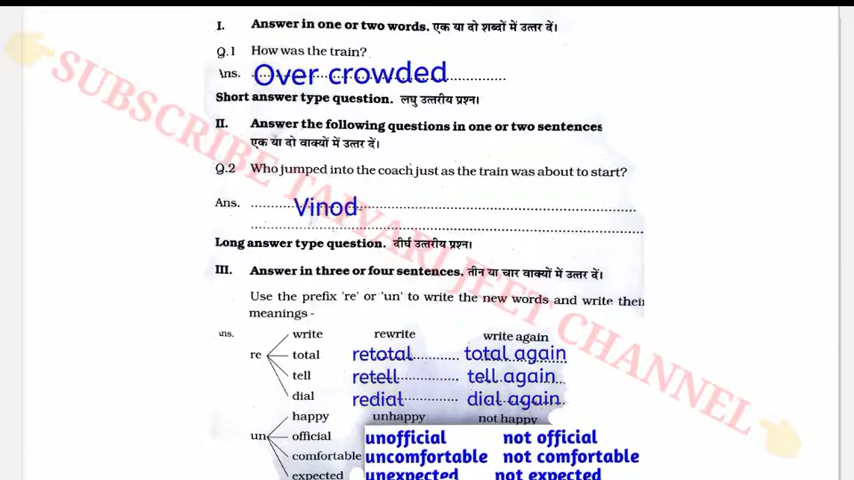 I. Answer in one or two words. एक या दो शब्दों में उत्तर दें।
Q.1 How was the train?
Ans. Over crowded
Short answer type question. लघु उत्तरीय प्रश्न।
II. Answer the following questions in one or two sentences
एक या दो वाक्यों में उत्तर दें।
Q.2 Who jumped into the coach just as the train was about to start?
Ans. Vinod
Long answer type question. दीर्घ उत्तरीय प्रश्न।
III. Answer in three or four sentences. तीन या चार वाक्यों में उत्तर दें।
Use the prefix 're' or 'un' to write the new words and write their
meanings -
ns. write rewrite write again
re total retotal total again
tell retell tell again
dial redial dial again
happy unhappy not happy
un official unofficial not official
comfortable uncomfortable not comfortable
expected unexpected not expected
SUBSCRIBE TAIYARI JEET CHANNEL